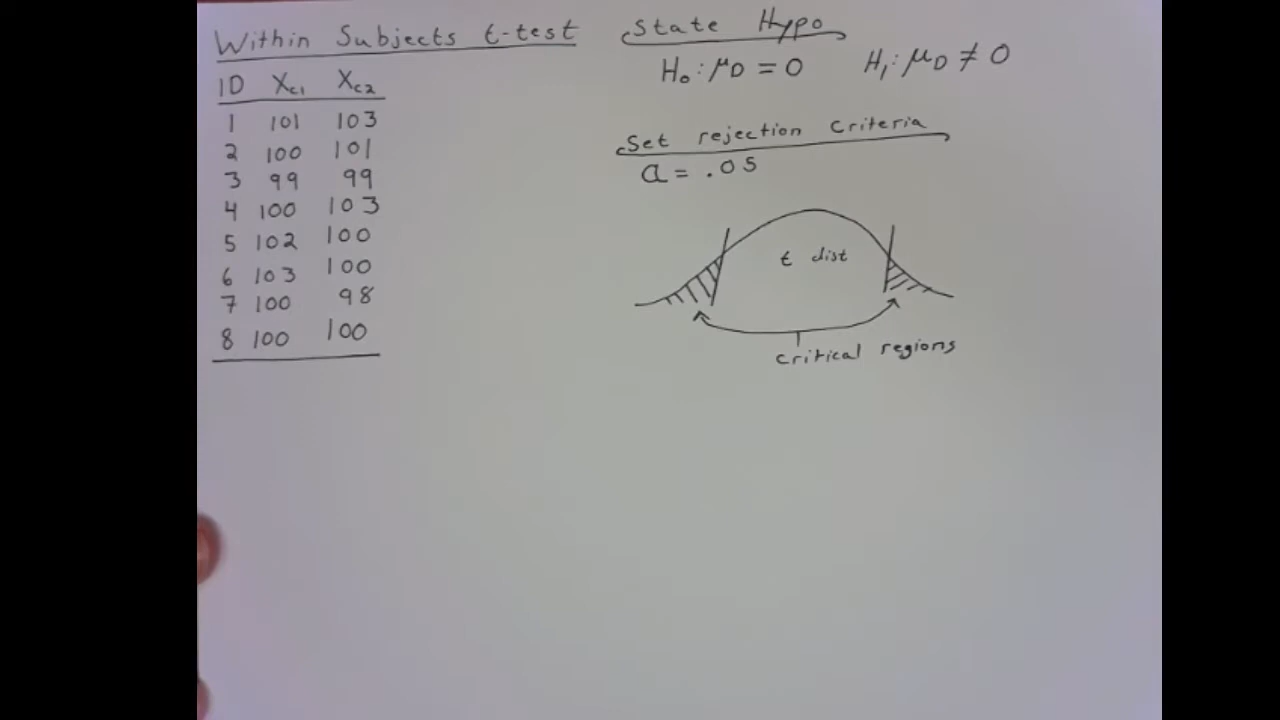 Within Subjects t-test
ID Xc1 Xc2
1 101 103
2 100 101
3 99 99
4 100 103
5 102 100
6 103 100
7 100 98
8 100 100
State Hypo
H₀: μD = 0 H₁: μD ≠ 0
Set rejection Criteria
α = .05
t dist
Critical regions